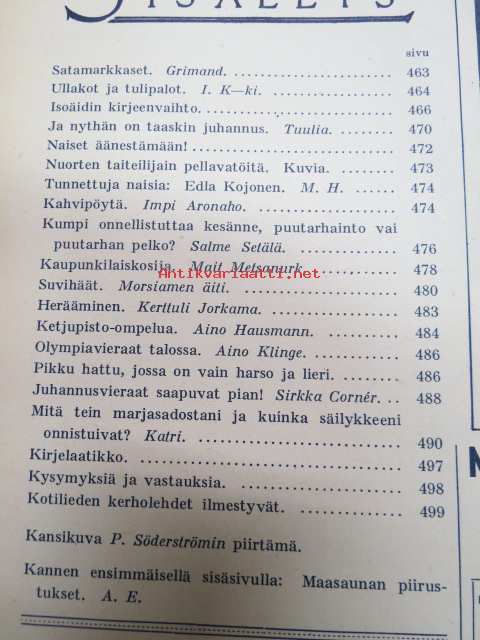 SISÄLLYS
sivu
Satamarkkaset. Grimand. .................. 463
Ullakot ja tulipalot. I. K—ki. .................. 464
Isoäidin kirjeenvaihto. .................. 466
Ja nythän on taaskin juhannus. Tuulia. ......... 470
Naiset äänestämään! .................. 472
Nuorten taiteilijain pellavatöitä. Kuvia. ......... 473
Tunnettuja naisia: Edla Kojonen. M. H. ...... 474
Kahvipöytä. Impi Aronaho. .................. 474
Kumpi onnellistuttaa kesänne, puutarhainto vai
puutarhan pelko? Salme Setälä. ............ 476
Kaupunkilaiskosija. Mait Metsanurk. ......... 478
Antikvariaatti.net
Suvihäät. Morsiamen äiti. .................. 480
Herääminen. Kerttuli Jorkama. ............... 483
Ketjupisto-ompelua. Aino Hausmann. ......... 484
Olympiavieraat talossa. Aino Klinge. ......... 486
Pikku hattu, jossa on vain harso ja lieri. ...... 486
Juhannusvieraat saapuvat pian! Sirkka Cornér. .. 488
Mitä tein marjasadostani ja kuinka säilykkeeni
onnistuivat? Katri. .................. 490
Kirjelaatikko. .................. 497
Kysymyksiä ja vastauksia. .................. 498
Kotilieden kerholehdet ilmestyvät. ............ 499
Kansikuva P. Söderströmin piirtämä.
Kannen ensimmäisellä sisäsivulla: Maasaunan piirus-
tukset. A. E.